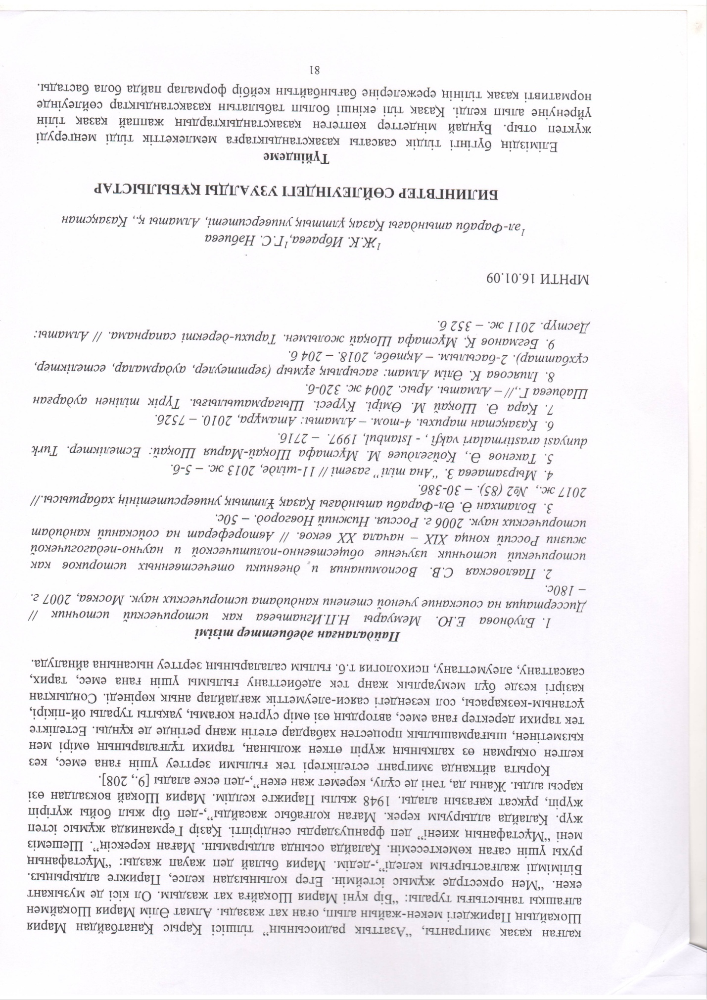 қалған қазақ эмигранты, “Азаттық радиосының” тілшісі Қарыс Қанатбайдан Мария
Шоқайдың Париждегі мекен-жайын алып, оған хат жазады. Алмат Әлім Мария Шоқаймен
алғашқы таныстығы туралы: “Бір күні Мария Шоқайға хат жаздым. Ол кісі де музыкант
екен. “Мен оркестрде жұмыс істеймін. Егер қолыңыздан келсе, Парижге алдырыңыз.
Білімімді жалғастырғым келеді”,-дедім. Мария былай деп жауап жазды: “Мұстафаның
рухы үшін саған көмектесемін. Қалайда осында алдырамын. Маған керексің”. Шешеміз
мені “Мұстафаның жиені” деп француздарды сендіріпті. Қазір Германияда жұмыс істеп
жүр. Қалайда алдыруым керек. Маған қолғабыс жасайды”,-деп бір жыл бойы жүгіріп
жүріп, рұқсат қағазын алады. 1948 жылы Парижге келдім. Мария Шоқай вокзалдан өзі
қарсы алды. Жаны да, тәні де сұлу, керемет жан екен”,-деп еске алады [9., 208].
Қорыта айтқанда эмигрант естеліктері тек ғылыми зерттеу үшін ғана емес, кез
келген оқырман өз халқының жүріп өткен жолынан, тарихи тұлғаларының өмірі мен
қызметінен, шығармашылық процестен хабардар ететін жанр ретінде де құнды. Естелікте
тек тарихи деректер ғана емес, автордың өзі өмір сүрген қоғамы, уақыты туралы ой-пікірі,
ұстаным-көзқарасы, сол кезеңдегі саяси-әлеуметтік жағдайлар анық көрінеді. Сондықтан
қазіргі кезде бұл мемуарлық жанр тек әдебиеттану ғылымы үшін ғана емес, тарих,
саясаттану, әлеуметтану, психология т.б. ғылым салаларының зерттеу нысанына айналуда.
Пайдаланған әдебиеттер тізімі
1. Блуднова Е.Ю. Мемуары Н.П.Игнатьева как исторический источник //
Диссертация на соискание ученой степени кандидата исторических наук. Москва, 2007 г.
– 180с.
2. Павловская С.В. Воспоминания и дневники отечественных историков как
исторический источник изучение общественно-политической и научно-педагогичекой
жизни Россий конца XIX – начала XX веков. // Автореферат на сойсканий кандидат
исторических наук. 2006 г. Россия. Нижний Новгород. – 50с.
3. Болатхан Ә. Әл-Фараби атындағы Қазақ Ұлттық университетінің хабаршысы.//
2017 ж., №2 (85). – 30-38б.
4. Мырзатаева З. “Ана тілі” газеті // 11-шілде, 2013 ж. – 5-б.
5. Такенов Ә., Қойгелдиев М. Мұстафа Шоқай-Мария Шоқай: Естеліктер. Turk
dunyasi arastirmalari vakfi , - Istanbul, 1997. – 271б.
6. Қазақстан тарихы. 4-том. – Алматы: Атамұра, 2010. – 752б.
7. Қара Ә. Шоқай М. Өмірі. Күресі. Шығармашылығы. Түрік тілінен аударған
Шадиева Г.,// – Алматы. Арыс. 2004 ж. 320-б.
8. Ілиясова К. Әлім Алмат: ғасырлық ғұмыр (зерттеулер, аудармалар, естеліктер,
сұхбаттар). 2-басылым. – Ақтөбе, 2018. – 204 б.
9. Бегманов Қ. Мұстафа Шоқай жолымен. Тарихи-деректі сапарнама. // Алматы:
Дәстүр. 2011 ж. – 352 б.
МРНТИ 16.01.09
¹Ж.К. Ибраева,¹Г.С. Нәбиева
¹әл-Фараби атындағы Қазақ ұлттық университеті, Алматы қ., Қазақстан
БИЛИНГВТЕР СӨЙЛЕУІНДЕГІ УЗУАЛДЫ ҚҰБЫЛЫСТАР
Түйіндеме
Еліміздің бүгінгі тілдік саясаты қазақстандықтарға мемлекеттік тілді меңгеруді
жүктеп отыр. Бұндай міндеттер көптеген қазақстандықтардың жаппай қазақ тілін
үйренуіне алып келді. Қазақ тілі екінші болып табылатын қазақстандықтар сөйлеуінде
нормативті қазақ тілінің ережелеріне бағынбайтын кейбір формалар пайда бола бастады.
81